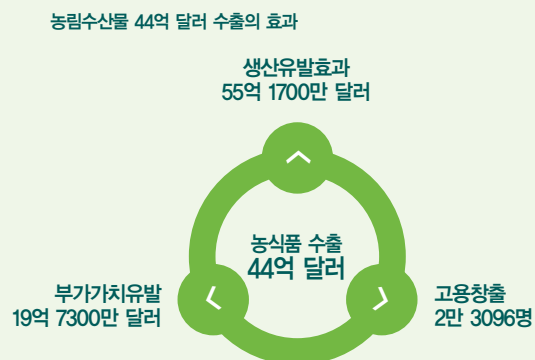 농림수산물 44억 달러 수출의 효과
생산유발효과
55억 1700만 달러
농식품 수출
44억 달러
부가가치유발
19억 7300만 달러
고용창출
2만 3096명